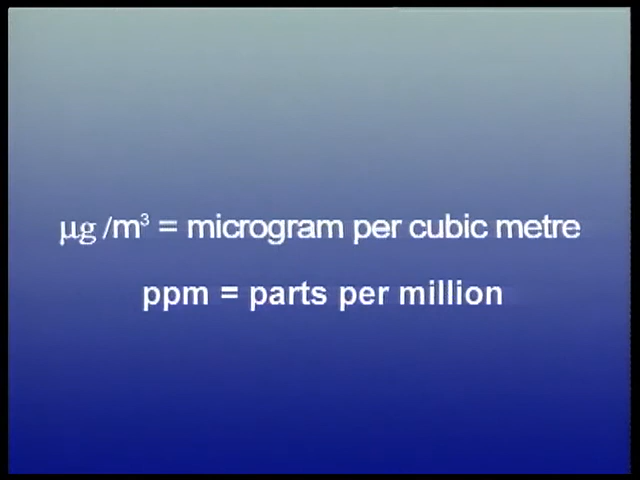 µg /m³ = microgram per cubic metre
ppm = parts per million